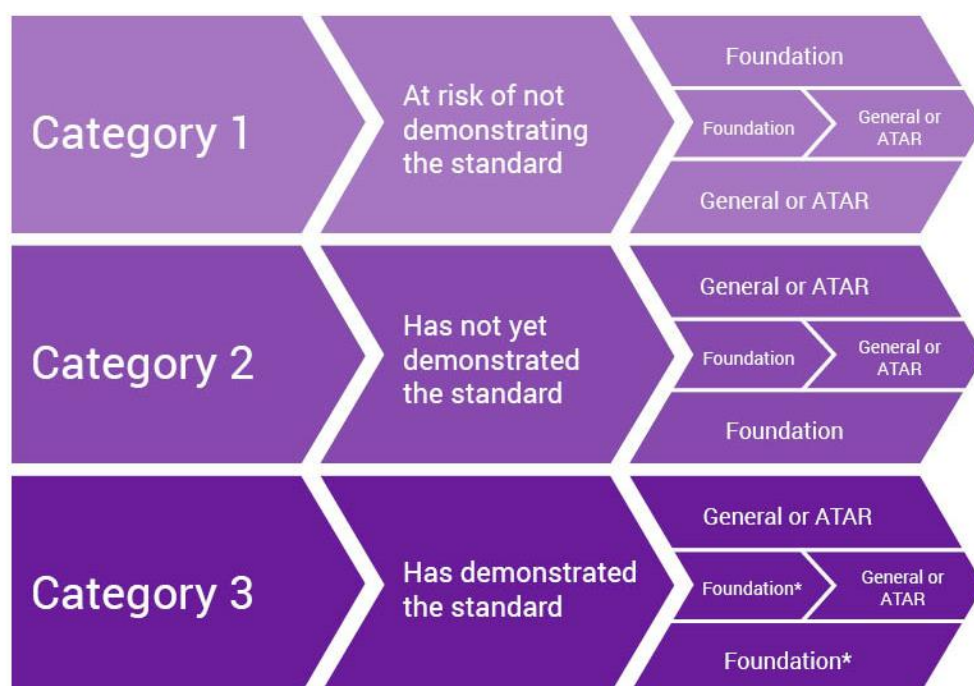 Category 1
At risk of not
demonstrating
the standard
Foundation
Foundation
General or
ATAR
General or ATAR
Category 2
Has not yet
demonstrated
the standard
General or ATAR
Foundation
General or
ATAR
Foundation
Category 3
Has demonstrated
the standard
General or ATAR
Foundation*
General or
ATAR
Foundation*